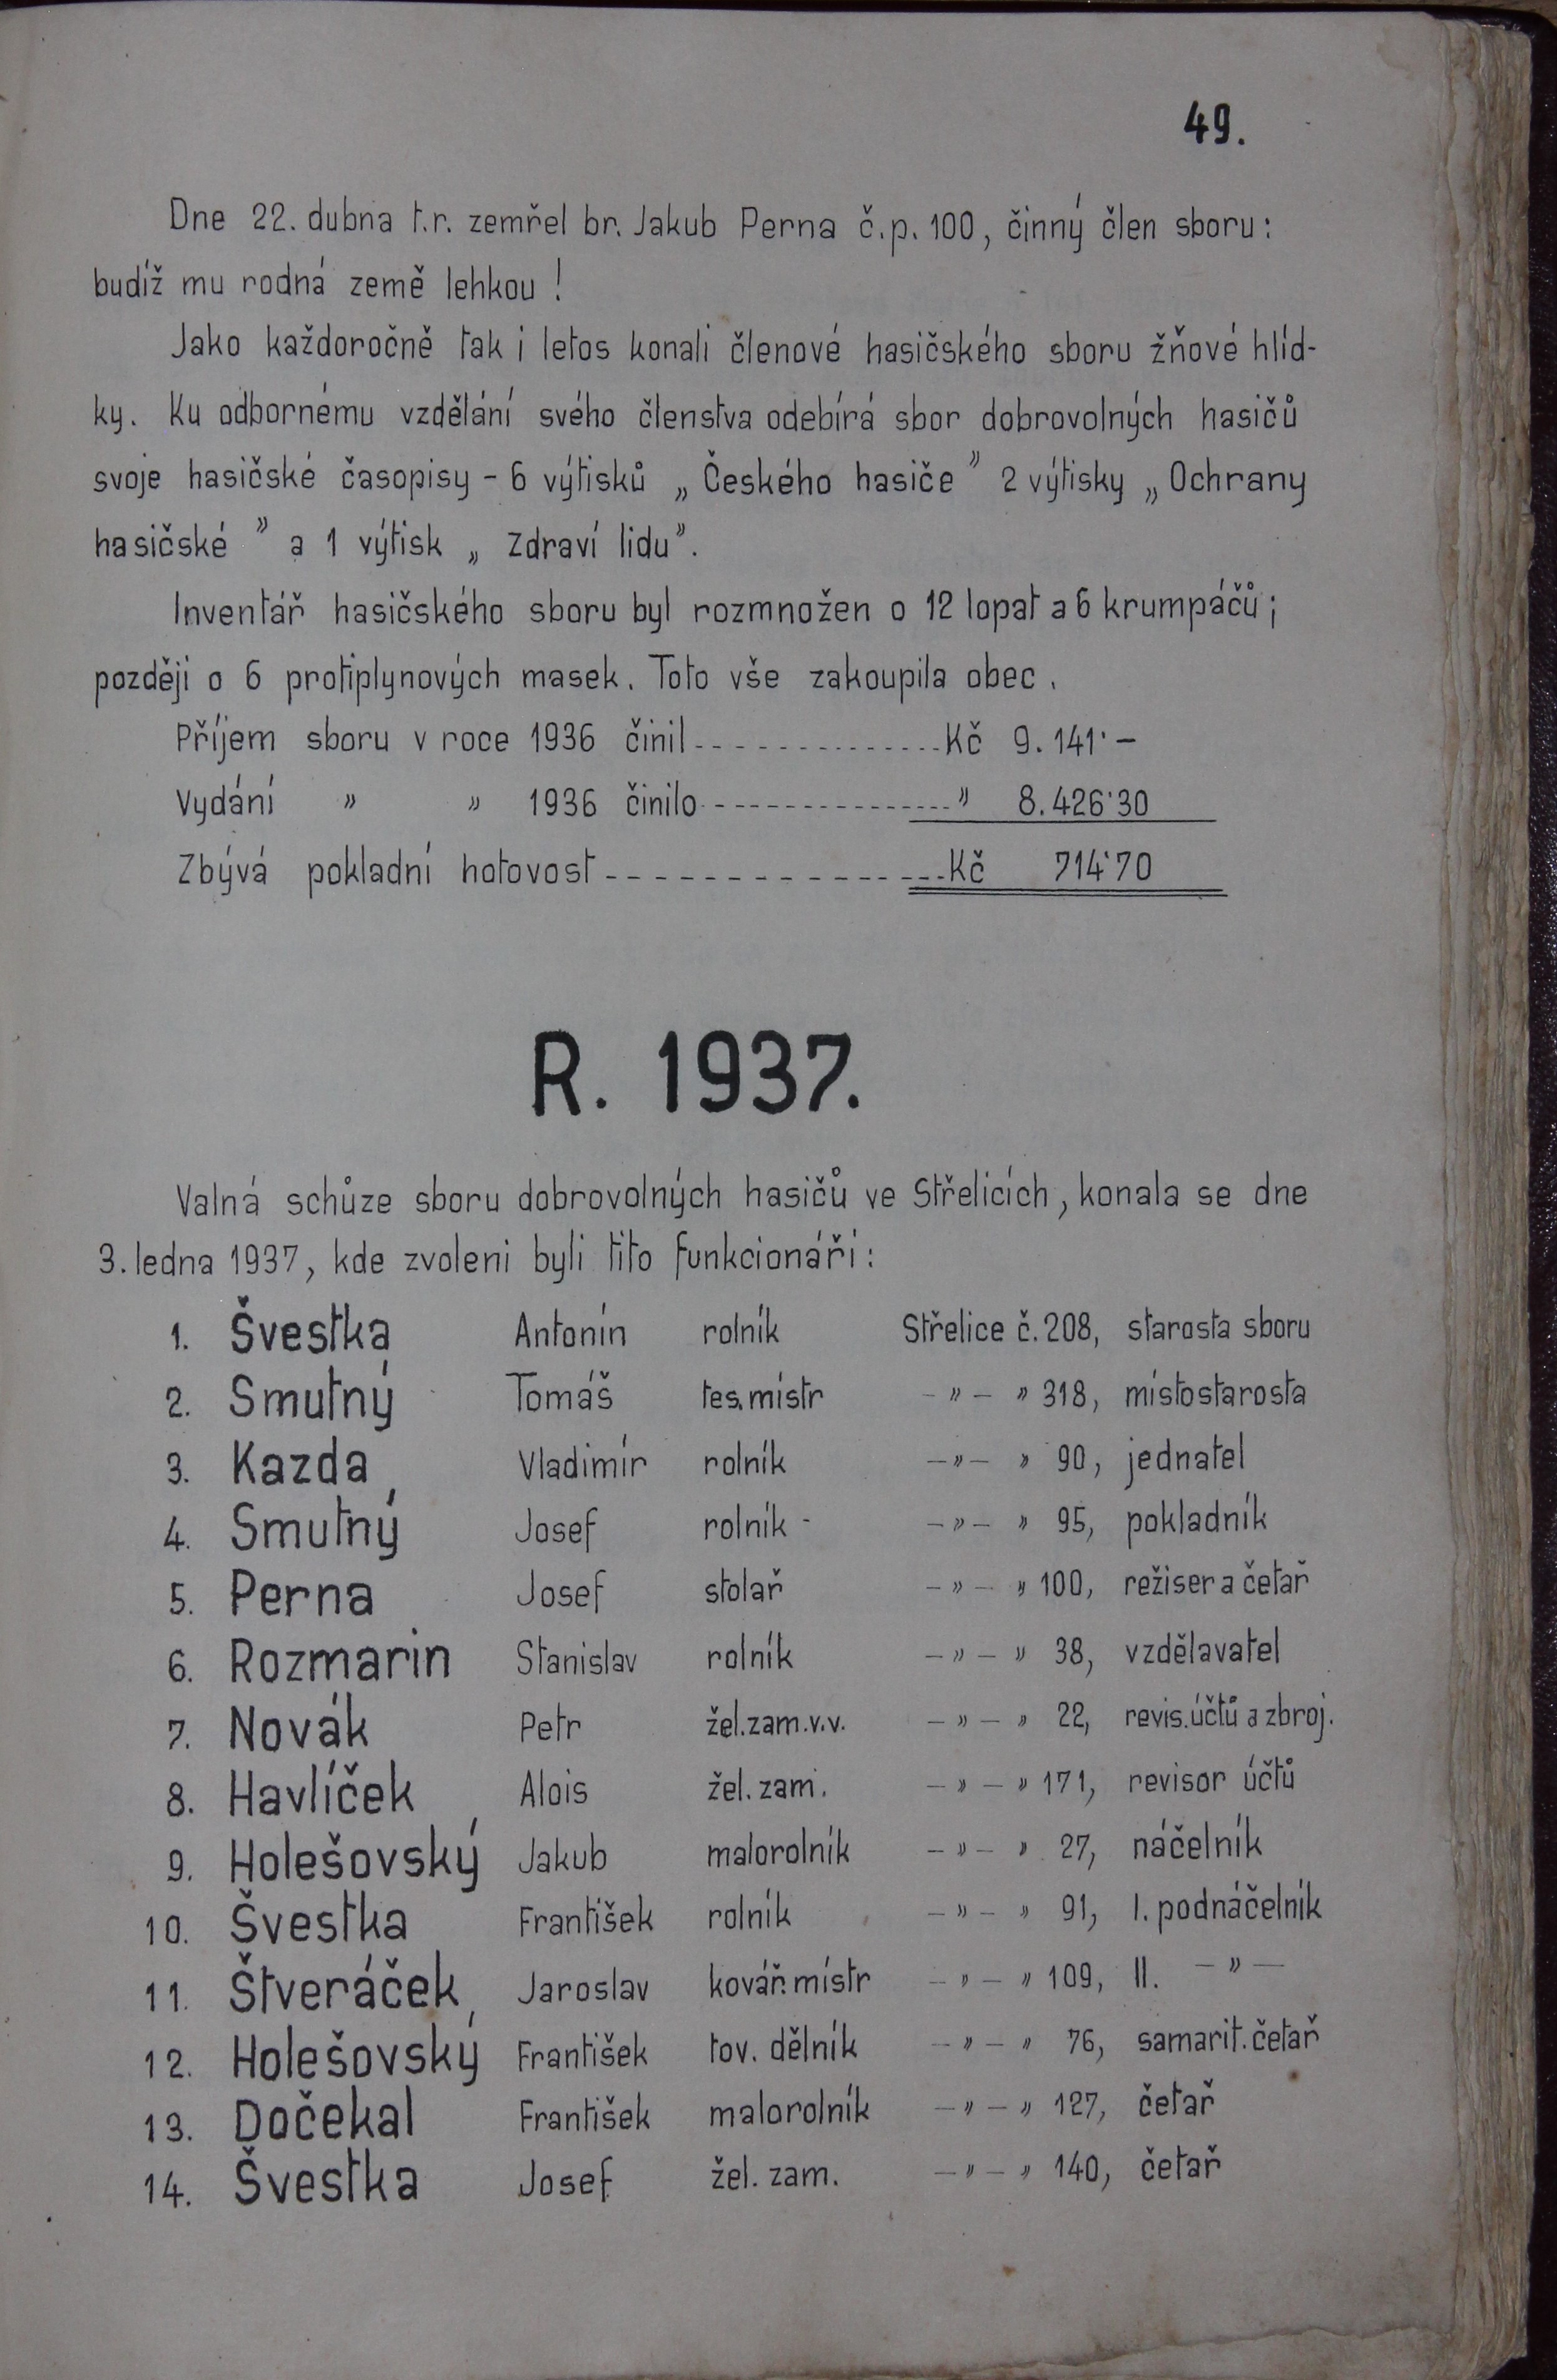 49.
Dne 22. dubna t.r. zemřel br. Jakub Perna č.p. 100, činný člen sboru:
budíž mu rodná země lehkou!
Jako každoročně tak i letos konali členové hasičského sboru žňové hlíd-
ky. Ku odbornému vzdělání svého členstva odebírá sbor dobrovolných hasičů
svoje hasičské časopisy - 6 výtisků „Českého hasiče” 2 výtisky „Ochrany
hasičské” a 1 výtisk „Zdraví lidu”.
Inventář hasičského sboru byl rozmnožen o 12 lopat a 6 krumpáčů;
později o 6 protiplynových masek. Toto vše zakoupila obec.
Příjem sboru v roce 1936 činil--------------Kč 9.141·–
Vydání » » 1936 činilo---------------» 8.426·30
Zbývá pokladní hotovost--------------Kč 714·70
R. 1937.
Valná schůze sboru dobrovolných hasičů ve Střelicích, konala se dne
3. ledna 1937, kde zvoleni byli tito funkcionáři:
1. Švestka Antonín rolník Střelice č. 208, starosta sboru
2. Smutný Tomáš tes. mistr –»– » 318, místostarosta
3. Kazda Vladimír rolník –»– » 90, jednatel
4. Smutný Josef rolník –»– » 95, pokladník
5. Perna Josef stolař –»– » 100, režiser a četař
6. Rozmarin Stanislav rolník –»– » 38, vzdělavatel
7. Novák Petr žel. zam. v.v. –»– » 22, revis. účtů a zbroj.
8. Havlíček Alois žel. zam. –»– » 171, revisor účtů
9. Holešovský Jakub malorolník –»– » 27, náčelník
10. Švestka František rolník –»– » 91, I. podnáčelník
11. Štveráček Jaroslav kovář. mistr –»– » 109, II. –»–
12. Holešovský František tov. dělník –»– » 76, samarit. četař
13. Dočekal František malorolník –»– » 127, četař
14. Švestka Josef žel. zam. –»– » 140, četař